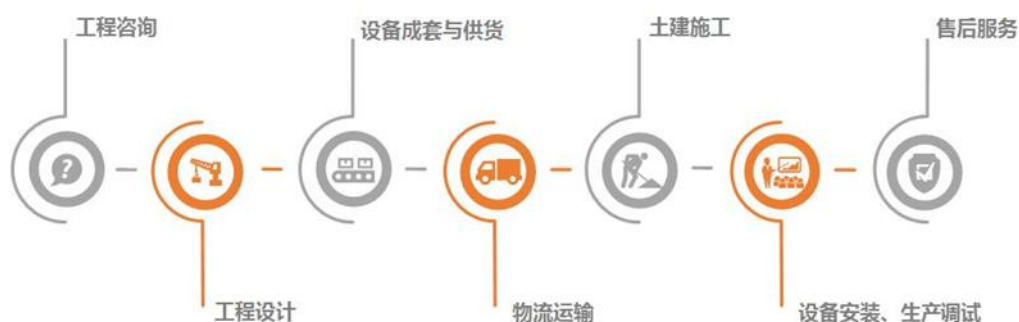 工程咨询
设备成套与供货
土建施工
售后服务
工程设计
物流运输
设备安装、生产调试